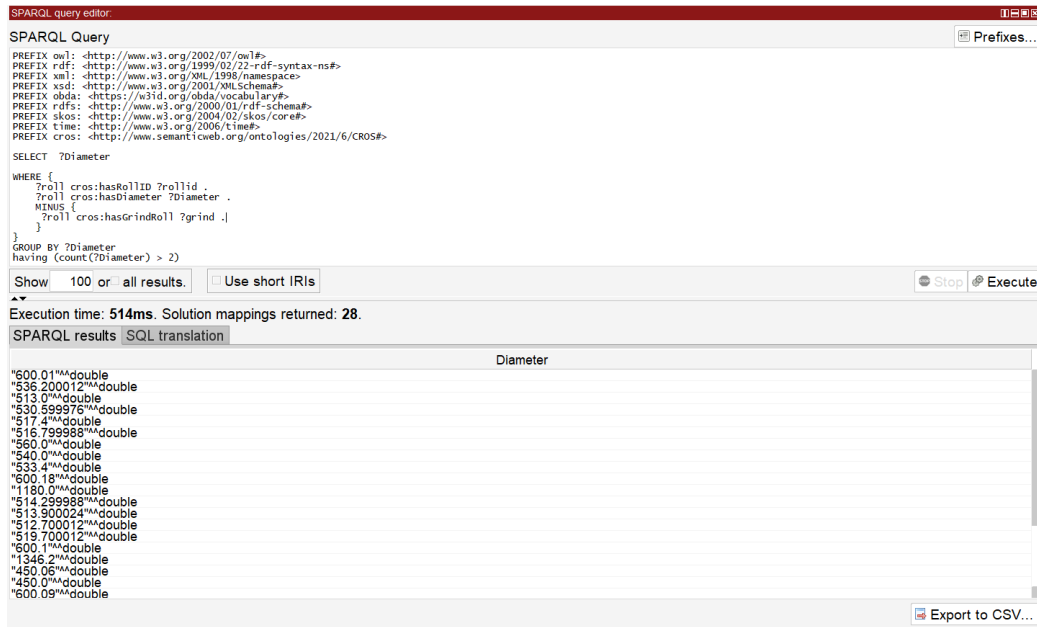 SPARQL query editor:
SPARQL Query
Prefixes...
PREFIX owl: <http://www.w3.org/2002/07/owl#>
PREFIX rdf: <http://www.w3.org/1999/02/22-rdf-syntax-ns#>
PREFIX xml: <http://www.w3.org/XML/1998/namespace>
PREFIX xsd: <http://www.w3.org/2001/XMLSchema#>
PREFIX obda: <https://w3id.org/obda/vocabulary#>
PREFIX rdfs: <http://www.w3.org/2000/01/rdf-schema#>
PREFIX skos: <http://www.w3.org/2004/02/skos/core#>
PREFIX time: <http://www.w3.org/2006/time#>
PREFIX cros: <http://www.semanticweb.org/ontologies/2021/6/CROS#>
SELECT ?Diameter
WHERE {
?roll cros:hasRollID ?rollid .
?roll cros:hasDiameter ?Diameter .
MINUS {
?roll cros:hasGrindRoll ?grind .
}
}
GROUP BY ?Diameter
having (count(?Diameter) > 2)
Show 100 or all results. Use short IRIs Stop Execute
Execution time: 514ms. Solution mappings returned: 28.
SPARQL results SQL translation
Diameter
"600.01"^^double
"536.200012"^^double
"513.0"^^double
"530.599976"^^double
"517.4"^^double
"516.799988"^^double
"560.0"^^double
"540.0"^^double
"533.4"^^double
"600.18"^^double
"1180.0"^^double
"514.299988"^^double
"513.900024"^^double
"512.700012"^^double
"519.700012"^^double
"600.1"^^double
"1346.2"^^double
"450.06"^^double
"450.0"^^double
"600.09"^^double
Export to CSV...